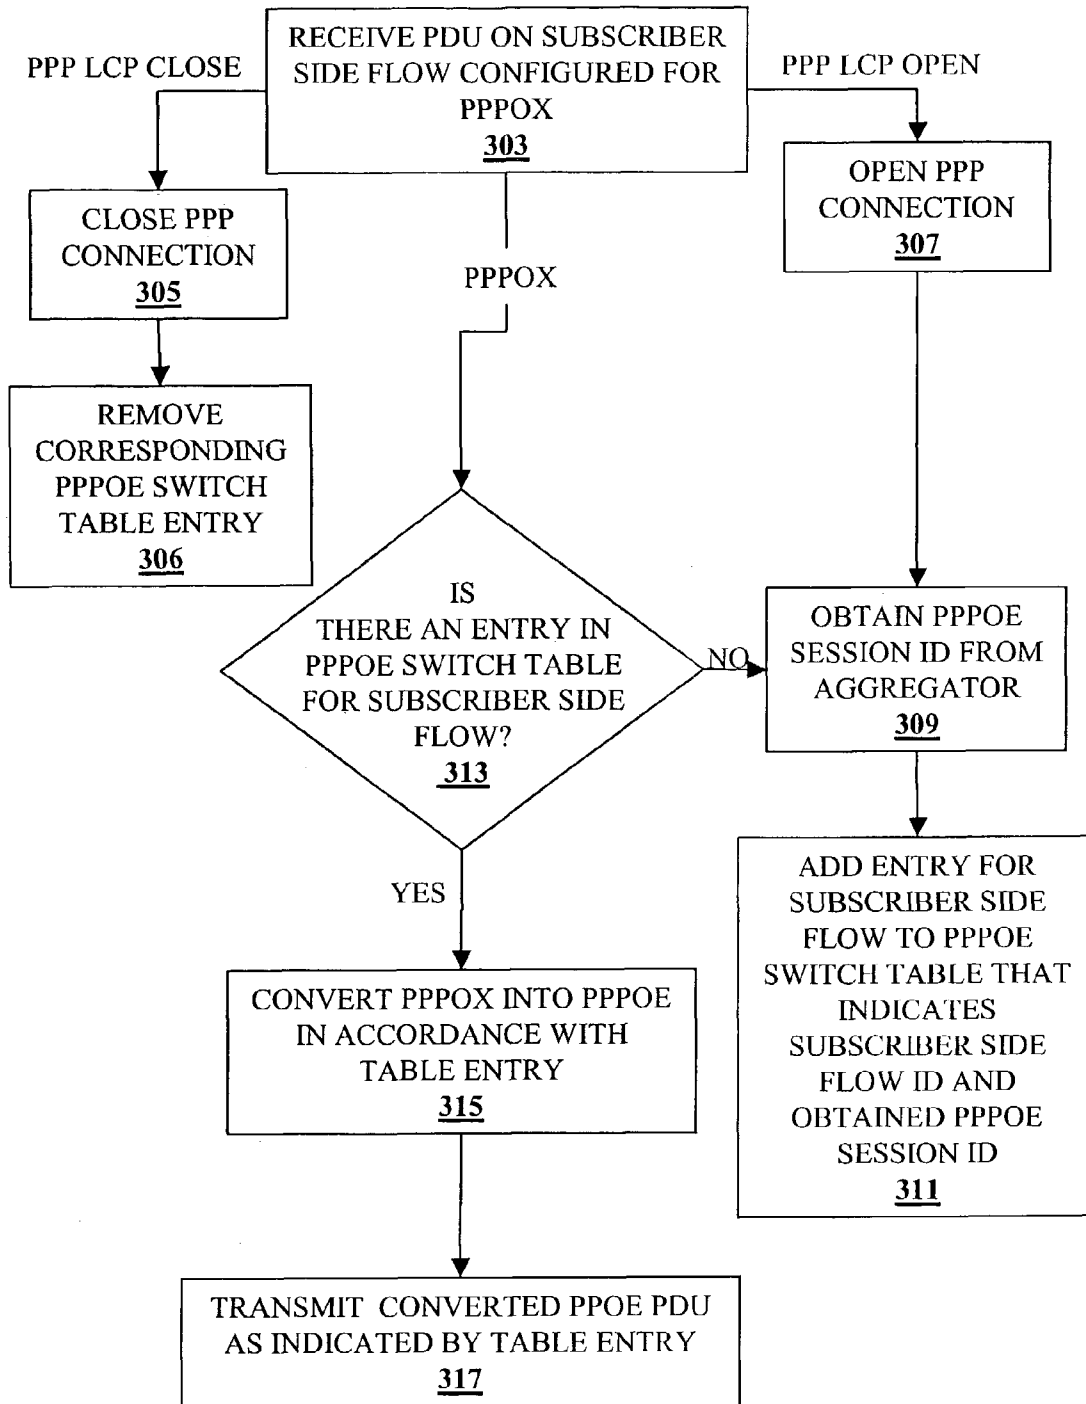 RECEIVE PDU ON SUBSCRIBER
SIDE FLOW CONFIGURED FOR
PPPOX
303
PPP LCP CLOSE
PPP LCP OPEN
CLOSE PPP
CONNECTION
305
OPEN PPP
CONNECTION
307
PPPOX
REMOVE
CORRESPONDING
PPPOE SWITCH
TABLE ENTRY
306
IS
THERE AN ENTRY IN
PPPOE SWITCH TABLE
FOR SUBSCRIBER SIDE
FLOW?
313
NO
OBTAIN PPPOE
SESSION ID FROM
AGGREGATOR
309
YES
ADD ENTRY FOR
SUBSCRIBER SIDE
FLOW TO PPPOE
SWITCH TABLE THAT
INDICATES
SUBSCRIBER SIDE
FLOW ID AND
OBTAINED PPPOE
SESSION ID
311
CONVERT PPPOX INTO PPPOE
IN ACCORDANCE WITH
TABLE ENTRY
315
TRANSMIT CONVERTED PPOE PDU
AS INDICATED BY TABLE ENTRY
317